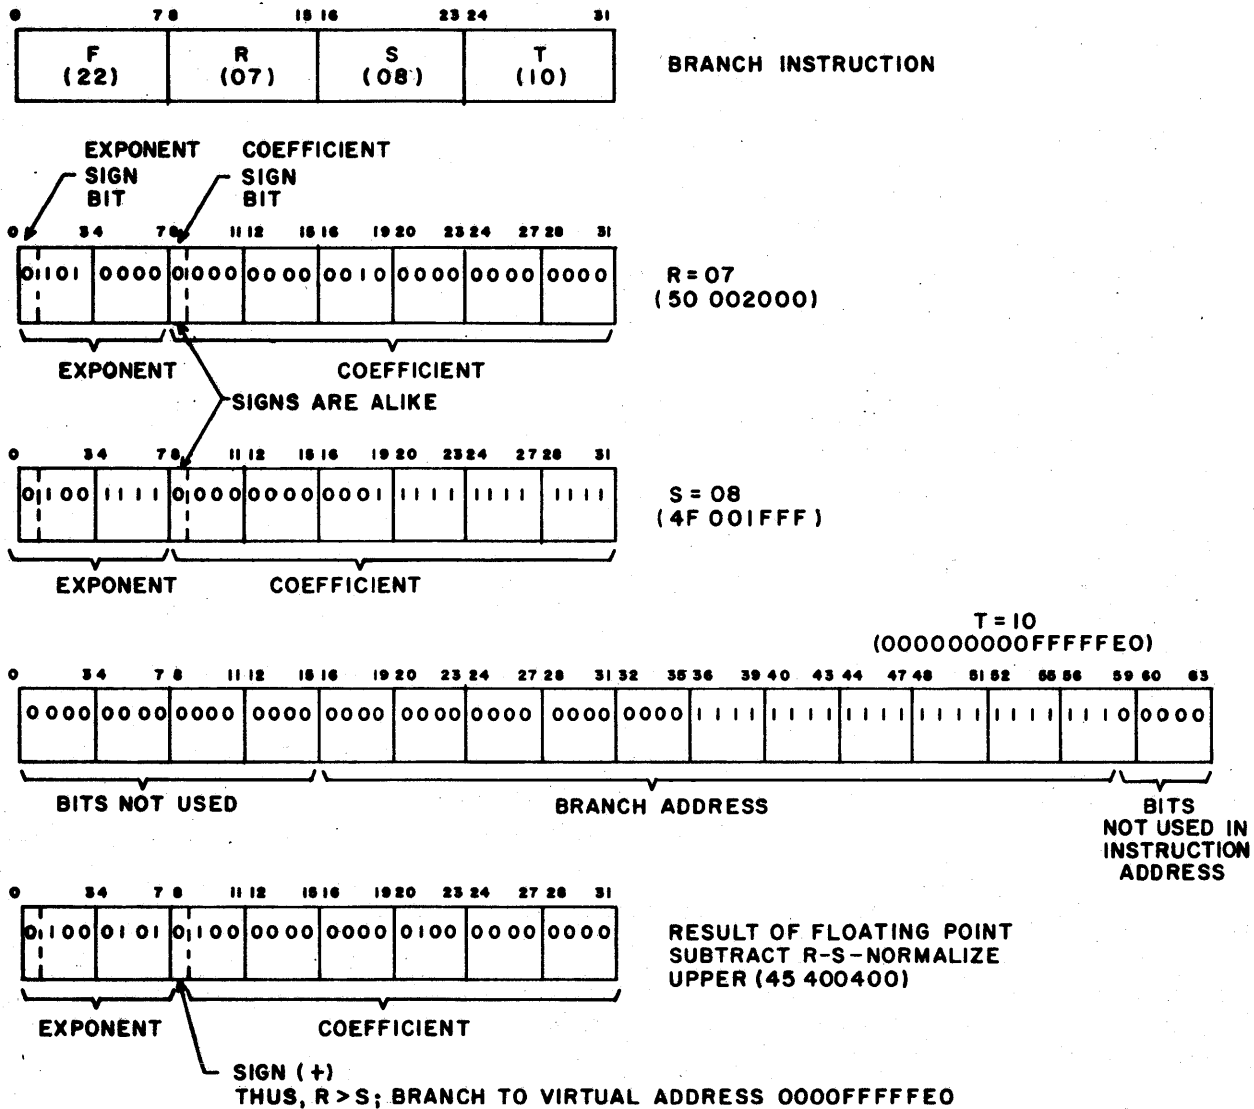 0 7 8 15 16 23 24 31
F R S T
(22) (07) (08) (10)
BRANCH INSTRUCTION
EXPONENT COEFFICIENT
SIGN SIGN
BIT BIT
0 3 4 7 8 11 12 15 16 19 20 23 24 27 28 31
0 101 0000 0 000 0000 0010 0000 0000 0000
R = 07
(50 002000)
EXPONENT COEFFICIENT
SIGNS ARE ALIKE
0 3 4 7 8 11 12 15 16 19 20 23 24 27 28 31
0 100 1111 0 000 0000 0001 1111 1111 1111
S = 08
(4F 001FFF)
EXPONENT COEFFICIENT
T = 10
(000000000FFFFFE0)
0 3 4 7 8 11 12 15 16 19 20 23 24 27 28 31 32 35 36 39 40 43 44 47 48 51 52 55 56 59 60 63
0000 0000 0000 0000 0000 0000 0000 0000 0000 1111 1111 1111 1111 1111 1110 0000
BITS NOT USED BRANCH ADDRESS BITS
NOT USED IN
INSTRUCTION
ADDRESS
0 3 4 7 8 11 12 15 16 19 20 23 24 27 28 31
0 100 0101 0 100 0000 0000 0100 0000 0000
RESULT OF FLOATING POINT
SUBTRACT R-S-NORMALIZE
UPPER (45 400400)
EXPONENT COEFFICIENT
SIGN (+)
THUS, R > S; BRANCH TO VIRTUAL ADDRESS 0000FFFFFFE0